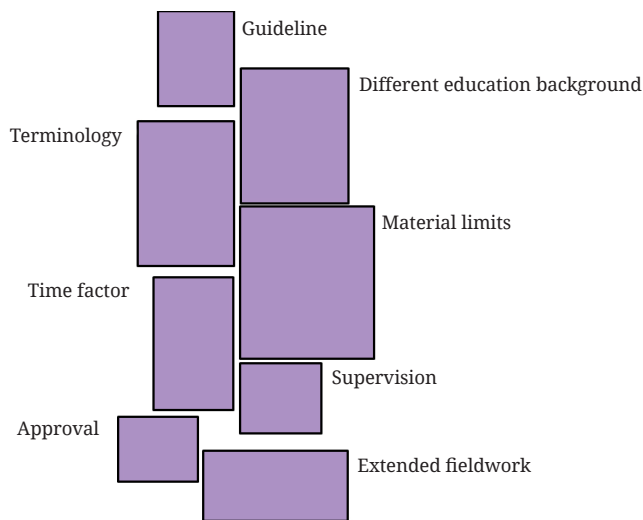 Guideline
Different education background
Terminology
Material limits
Time factor
Supervision
Approval
Extended fieldwork